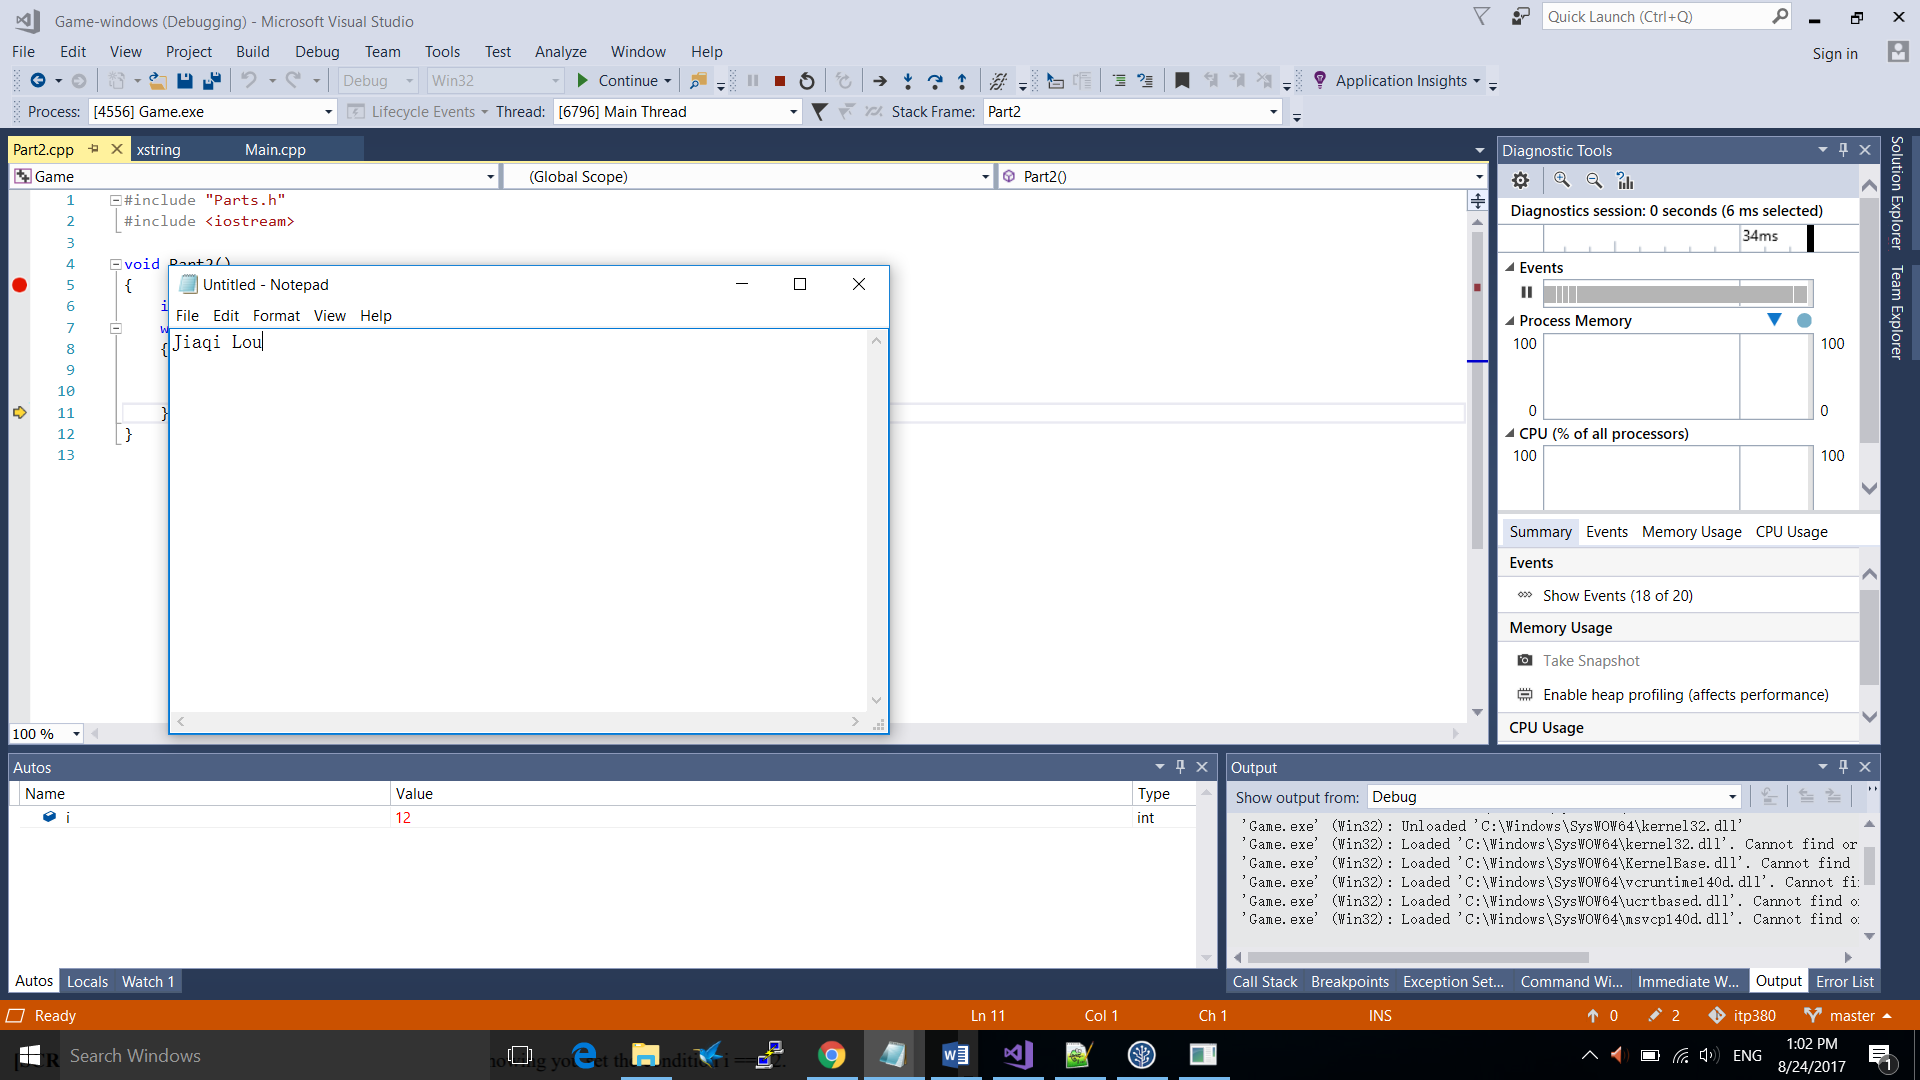 Game-windows (Debugging) - Microsoft Visual Studio
Quick Launch (Ctrl+Q)
File Edit View Project Build Debug Team Tools Test Analyze Window Help
Sign in
Debug Win32 Continue Application Insights
Process: [4556] Game.exe Lifecycle Events Thread: [6796] Main Thread Stack Frame: Part2
Part2.cpp xstring Main.cpp
Game (Global Scope) Part2()
1 #include "Parts.h"
2 #include <iostream>
3
4 void Part2()
5 {
6 i
7 w
8 {
9
10
11 }
12 }
13
100 %
Untitled - Notepad
File Edit Format View Help
Jiaqi Lou
Diagnostic Tools
Diagnostics session: 0 seconds (6 ms selected)
34ms
Events
Process Memory
100 100
0 0
CPU (% of all processors)
100 100
Summary Events Memory Usage CPU Usage
Events
Show Events (18 of 20)
Memory Usage
Take Snapshot
Enable heap profiling (affects performance)
CPU Usage
Solution Explorer
Team Explorer
Autos
Name Value Type
i 12 int
Autos Locals Watch 1
Output
Show output from: Debug
'Game.exe' (Win32): Unloaded 'C:\Windows\SysWOW64\kernel32.dll'
'Game.exe' (Win32): Loaded 'C:\Windows\SysWOW64\kernel32.dll'. Cannot find or
'Game.exe' (Win32): Loaded 'C:\Windows\SysWOW64\KernelBase.dll'. Cannot find
'Game.exe' (Win32): Loaded 'C:\Windows\SysWOW64\vcruntime140d.dll'. Cannot fi
'Game.exe' (Win32): Loaded 'C:\Windows\SysWOW64\ucrtbased.dll'. Cannot find o
'Game.exe' (Win32): Loaded 'C:\Windows\SysWOW64\msvcp140d.dll'. Cannot find o
Call Stack Breakpoints Exception Set... Command Wi... Immediate W... Output Error List
Ready Ln 11 Col 1 Ch 1 INS 0 2 itp380 master
Search Windows
ENG
1:02 PM
8/24/2017
1